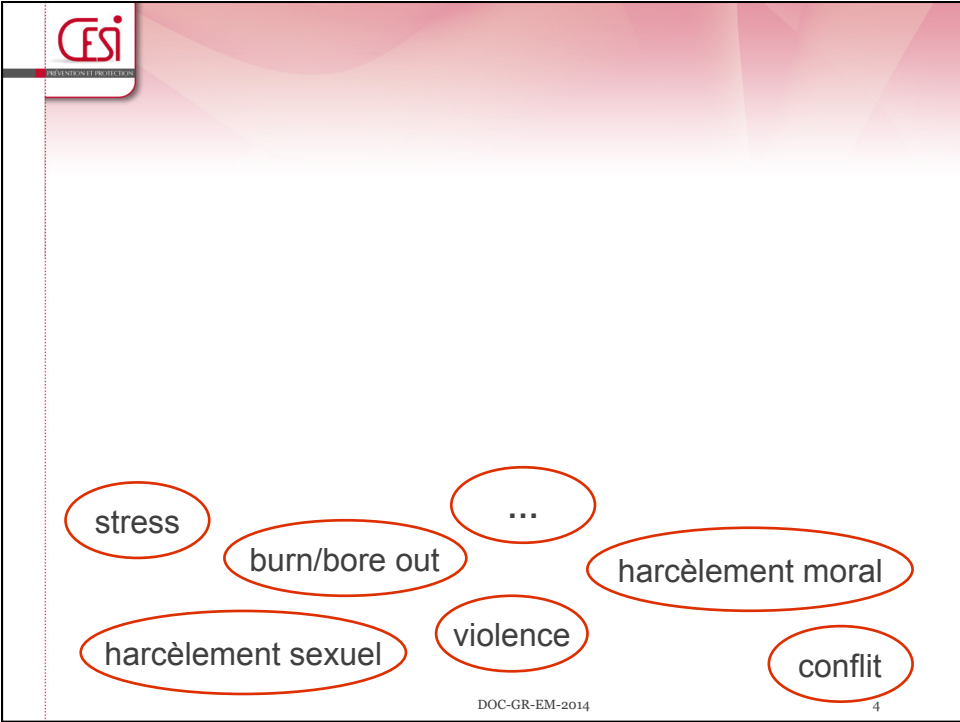 CESI
PRÉVENTION ET PROTECTION
stress
...
burn/bore out
harcèlement moral
harcèlement sexuel
violence
conflit
DOC-GR-EM-2014
4